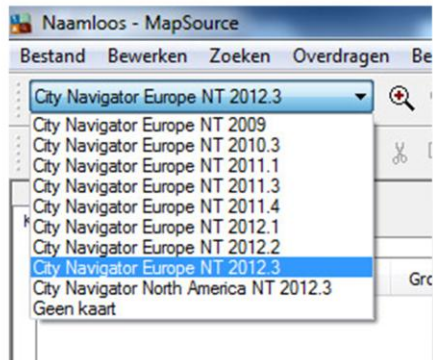 Naamloos - MapSource
Bestand Bewerken Zoeken Overdragen Be
City Navigator Europe NT 2012.3
City Navigator Europe NT 2009
City Navigator Europe NT 2010.3
City Navigator Europe NT 2011.1
City Navigator Europe NT 2011.3
City Navigator Europe NT 2011.4
City Navigator Europe NT 2012.1
City Navigator Europe NT 2012.2
City Navigator Europe NT 2012.3
Gro
City Navigator North America NT 2012.3
Geen kaart